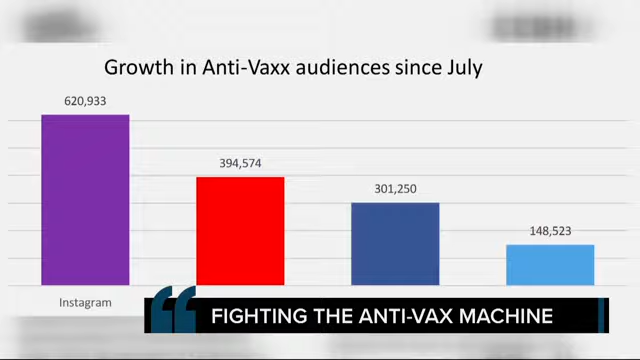 Growth in Anti-Vaxx audiences since July
620,933
394,574
301,250
148,523
Instagram
FIGHTING THE ANTI-VAX MACHINE